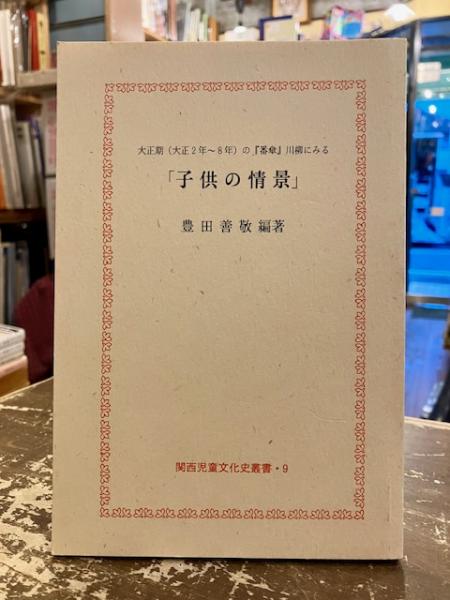 大正期（大正2年〜8年）の『番傘』川柳にみる
「子供の情景」
豊田善敬編著
関西児童文化史叢書・9